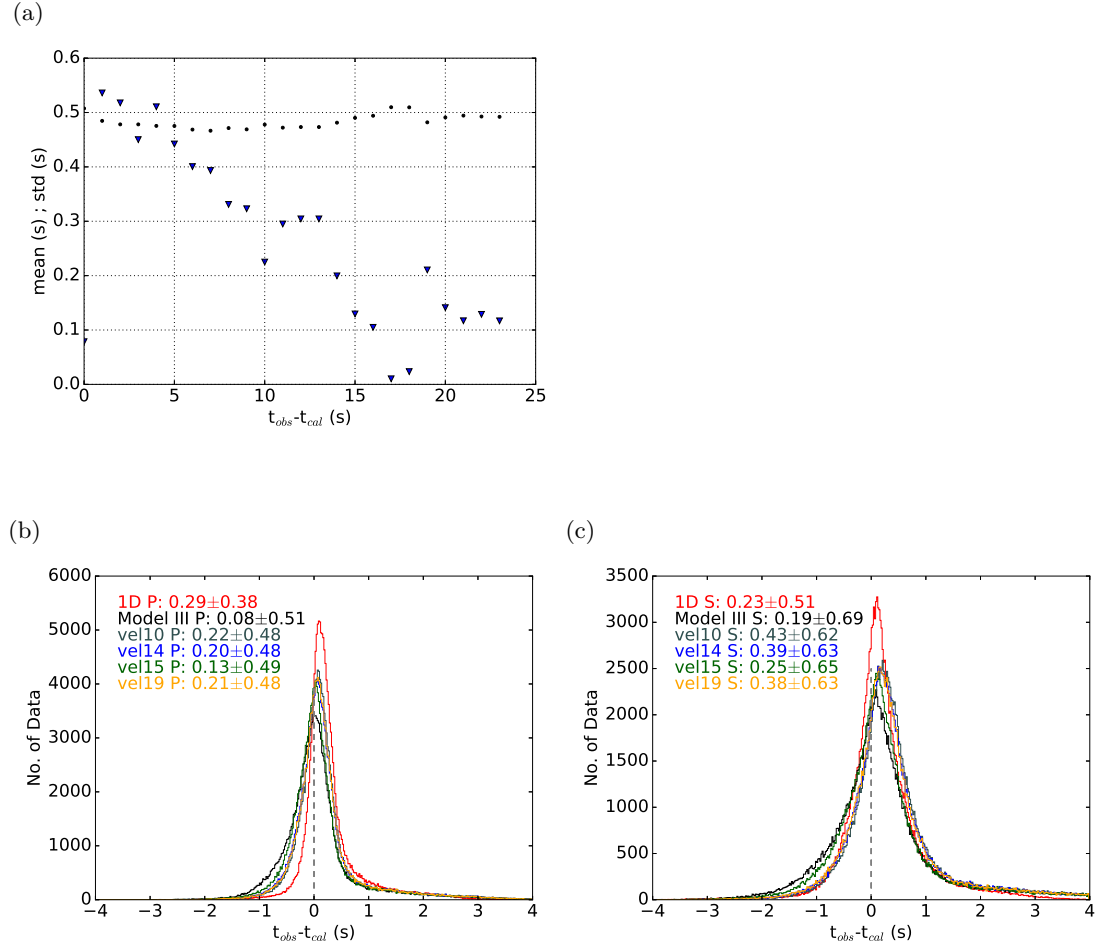 (a)
0.6
0.5
0.4
0.3
0.2
0.1
0.0
mean (s) ; std (s)
0 5 10 15 20 25
t_obs-t_cal (s)
(b)
6000
5000
4000
3000
2000
1000
0
No. of Data
1D P: 0.29±0.38
Model III P: 0.08±0.51
vel10 P: 0.22±0.48
vel14 P: 0.20±0.48
vel15 P: 0.13±0.49
vel19 P: 0.21±0.48
−4 −3 −2 −1 0 1 2 3 4
t_obs-t_cal (s)
(c)
3500
3000
2500
2000
1500
1000
500
0
No. of Data
1D S: 0.23±0.51
Model III S: 0.19±0.69
vel10 S: 0.43±0.62
vel14 S: 0.39±0.63
vel15 S: 0.25±0.65
vel19 S: 0.38±0.63
−4 −3 −2 −1 0 1 2 3 4
t_obs-t_cal (s)